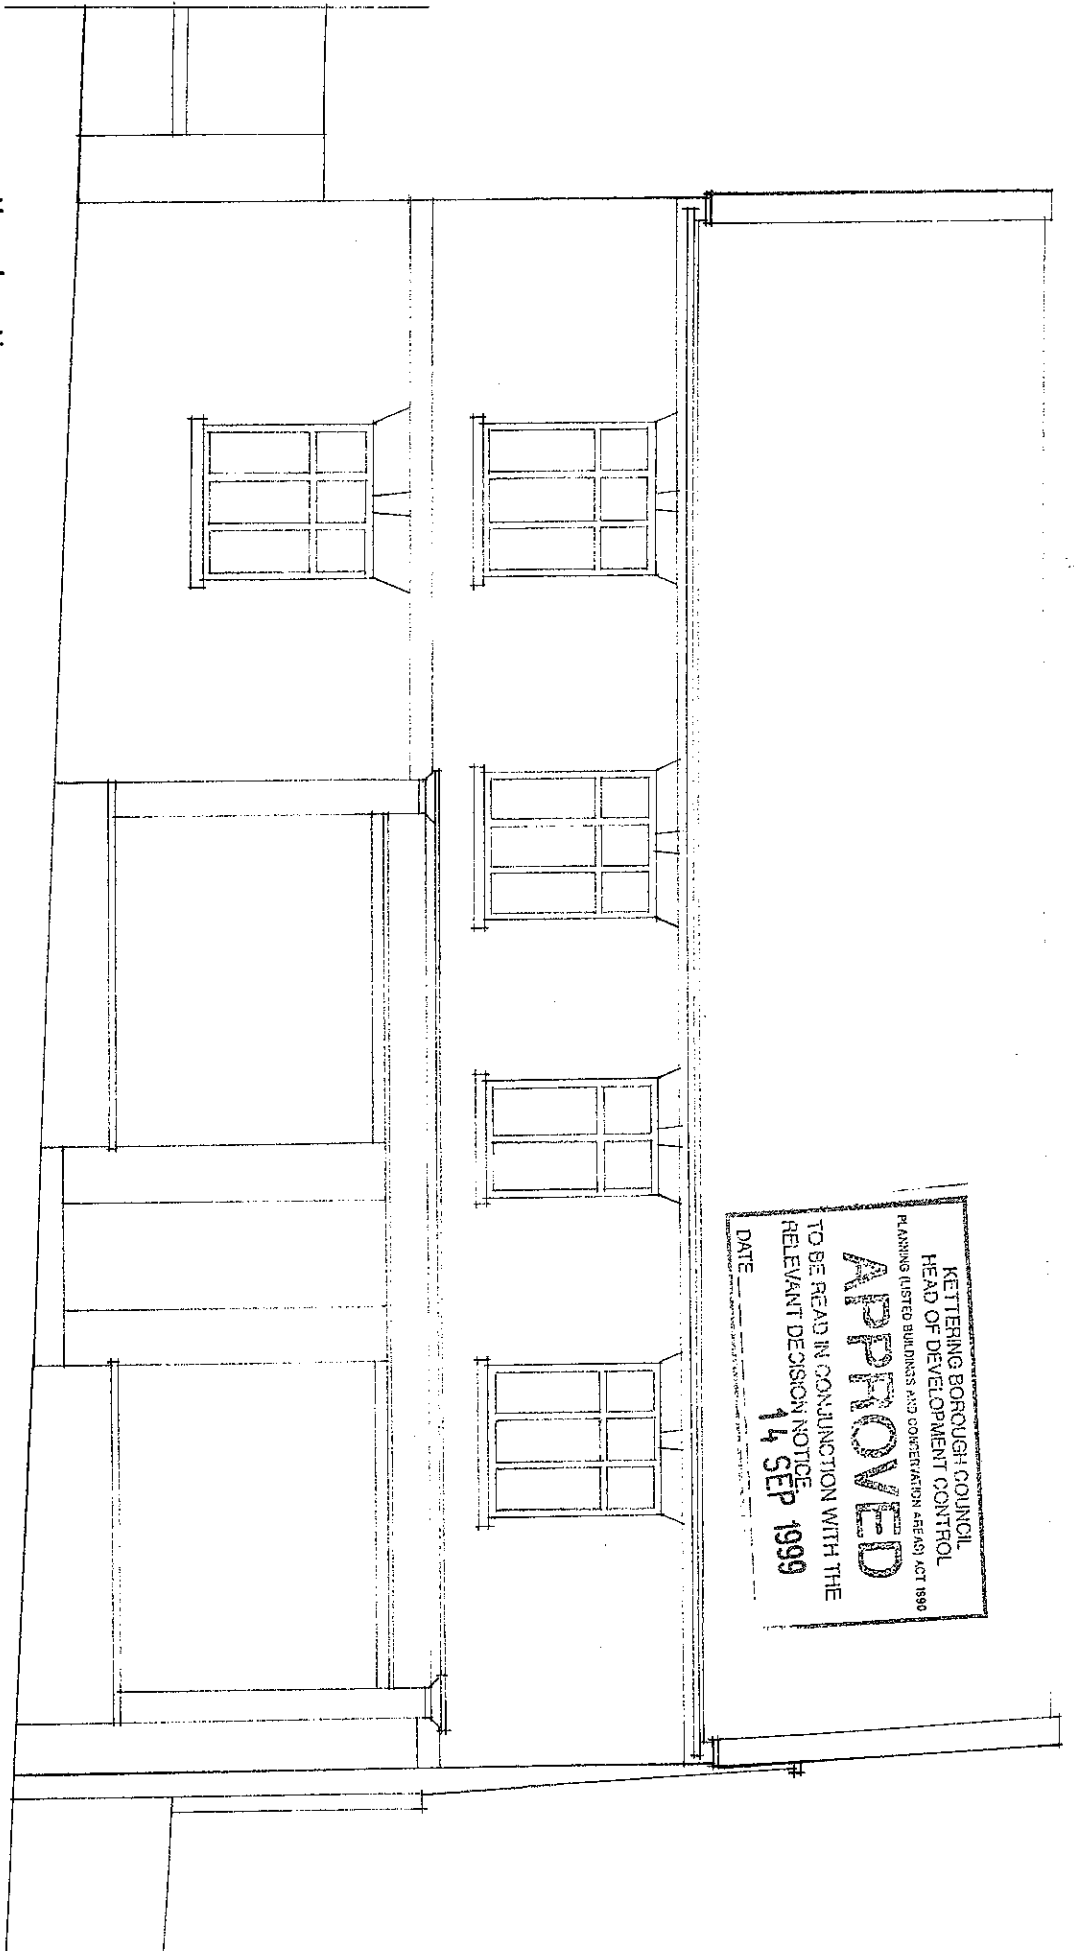 KETTERING BOROUGH COUNCIL
HEAD OF DEVELOPMENT CONTROL
PLANNING (LISTED BUILDINGS AND CONSERVATION AREAS) ACT 1990
APPROVED
TO BE READ IN CONJUNCTION WITH THE
RELEVANT DECISION NOTICE
14 SEP 1999
DATE